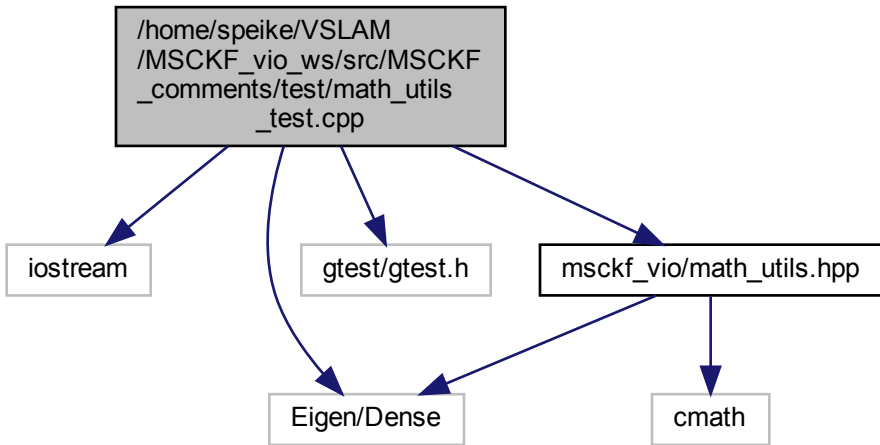 /home/speike/VSLAM
/MSCKF_vio_ws/src/MSCKF
_comments/test/math_utils
_test.cpp
iostream
gtest/gtest.h
msckf_vio/math_utils.hpp
Eigen/Dense
cmath